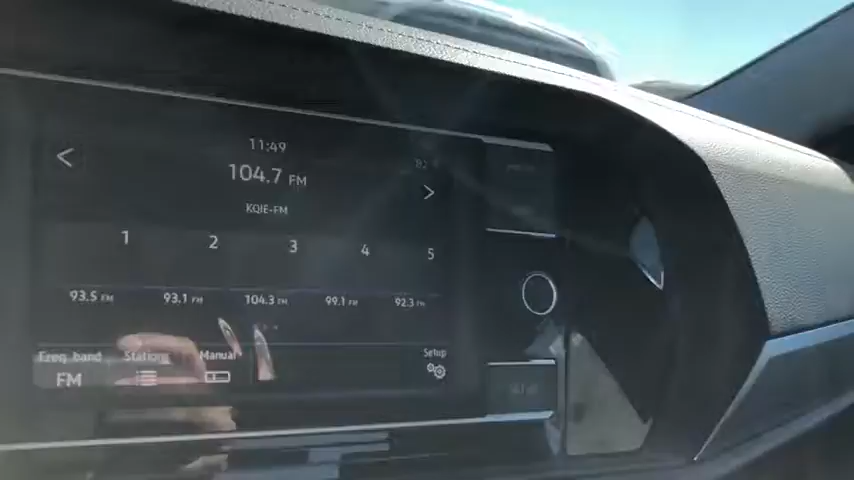 11:49
104.7 FM
KQIE-FM
1 2 3 4 5
93.5 FM 93.1 FM 104.3 FM 99.1 FM 92.3 FM
Freq. band Stations Manual Setup
FM